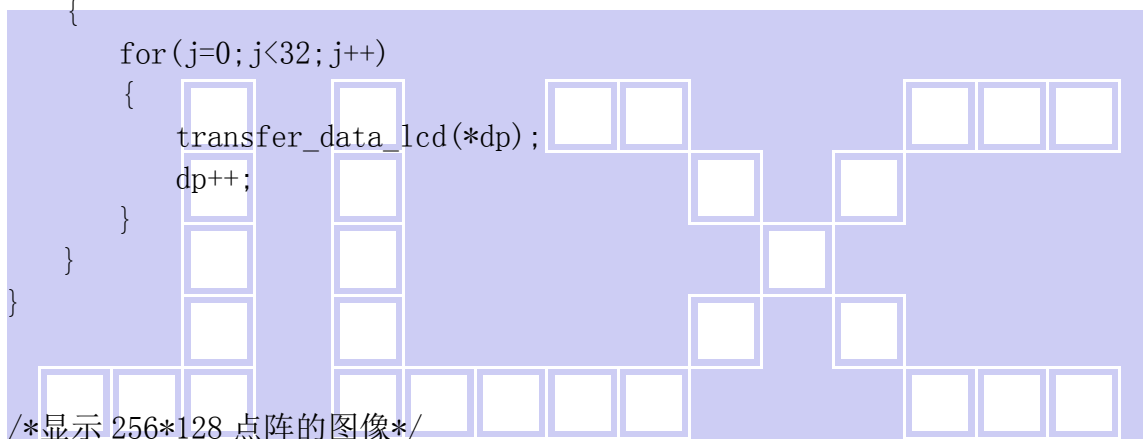 {
for(j=0;j<32;j++)
{
transfer_data_lcd(*dp);
dp++;
}
}
}
/*显示 256*128 点阵的图像*/